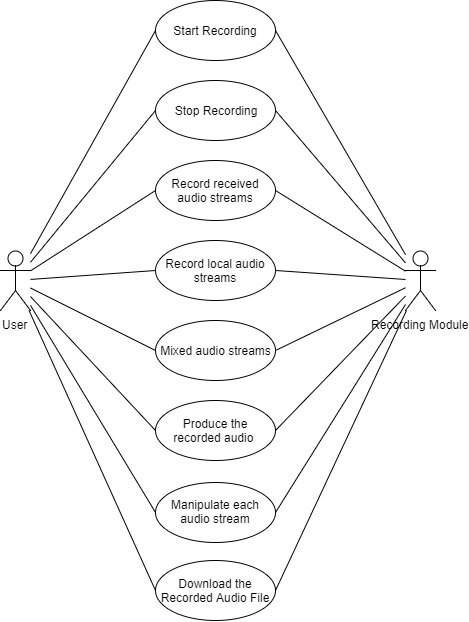 Start Recording
Stop Recording
Record received
audio streams
Record local audio
streams
User
Recording Module
Mixed audio streams
Produce the
recorded audio
Manipulate each
audio stream
Download the
Recorded Audio File